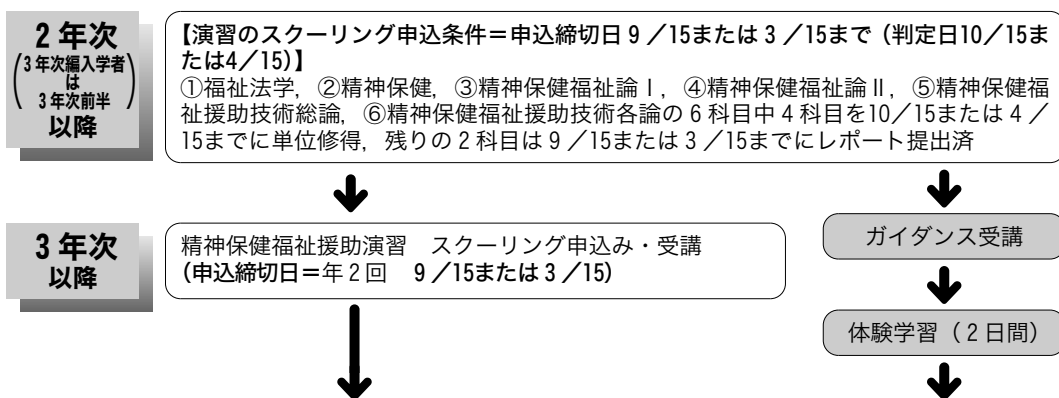 2年次
(3年次編入学者
は
3年次前半)
以降
【演習のスクーリング申込条件＝申込締切日9／15または3／15まで（判定日10／15ま
たは4／15）】
①福祉法学，②精神保健，③精神保健福祉論Ⅰ，④精神保健福祉論Ⅱ，⑤精神保健福
祉援助技術総論，⑥精神保健福祉援助技術各論の6科目中4科目を10／15または4／
15までに単位修得，残りの2科目は9／15または3／15までにレポート提出済
3年次
以降
精神保健福祉援助演習　スクーリング申込み・受講
（申込締切日＝年2回　9／15または3／15）
ガイダンス受講
体験学習（2日間）